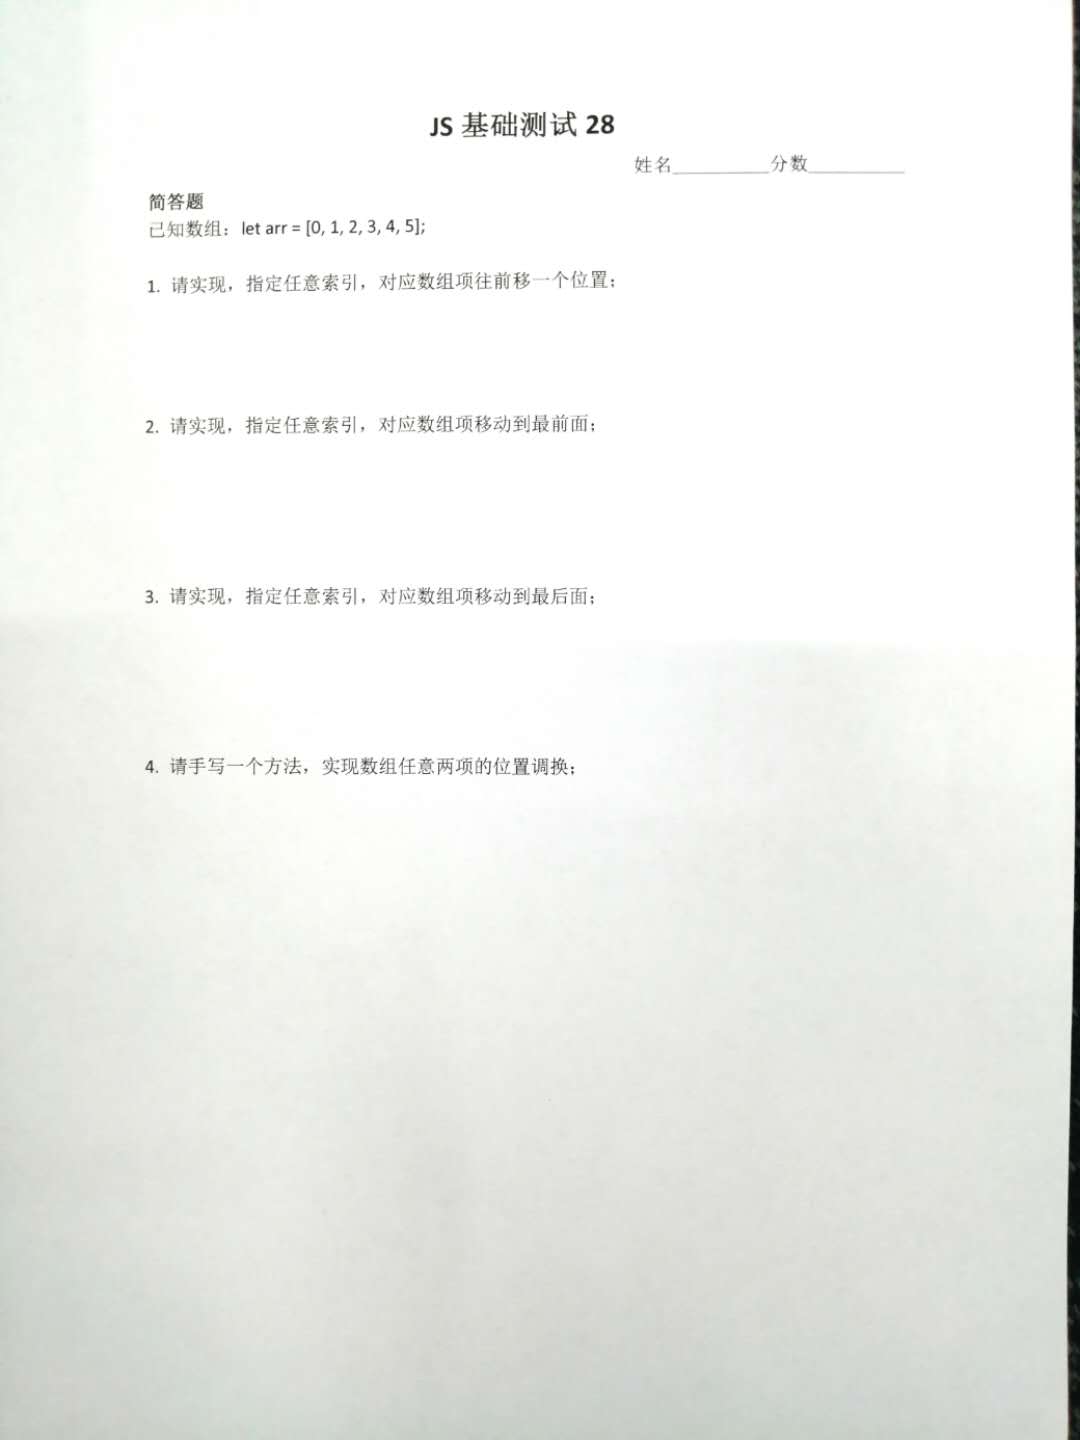 JS 基础测试 28
姓名__________分数__________
简答题
已知数组：let arr = [0, 1, 2, 3, 4, 5];
1. 请实现，指定任意索引，对应数组项往前移一个位置；
2. 请实现，指定任意索引，对应数组项移动到最前面；
3. 请实现，指定任意索引，对应数组项移动到最后面；
4. 请手写一个方法，实现数组任意两项的位置调换；